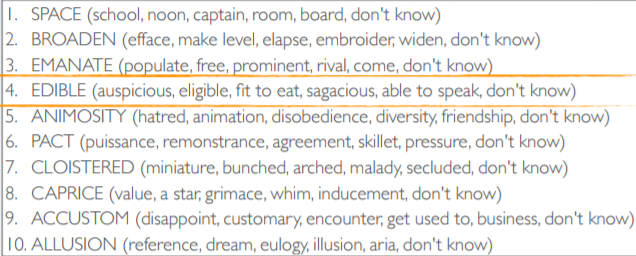 1. SPACE (school, noon, captain, room, board, don't know)
2. BROADEN (efface, make level, elapse, embroider, widen, don't know)
3. EMANATE (populate, free, prominent, rival, come, don't know)
4. EDIBLE (auspicious, eligible, fit to eat, sagacious, able to speak, don't know)
5. ANIMOSITY (hatred, animation, disobedience, diversity, friendship, don't know)
6. PACT (puissance, remonstrance, agreement, skillet, pressure, don't know)
7. CLOISTERED (miniature, bunched, arched, malady, secluded, don't know)
8. CAPRICE (value, a star, grimace, whim, inducement, don't know)
9. ACCUSTOM (disappoint, customary, encounter, get used to, business, don't know)
10. ALLUSION (reference, dream, eulogy, illusion, aria, don't know)